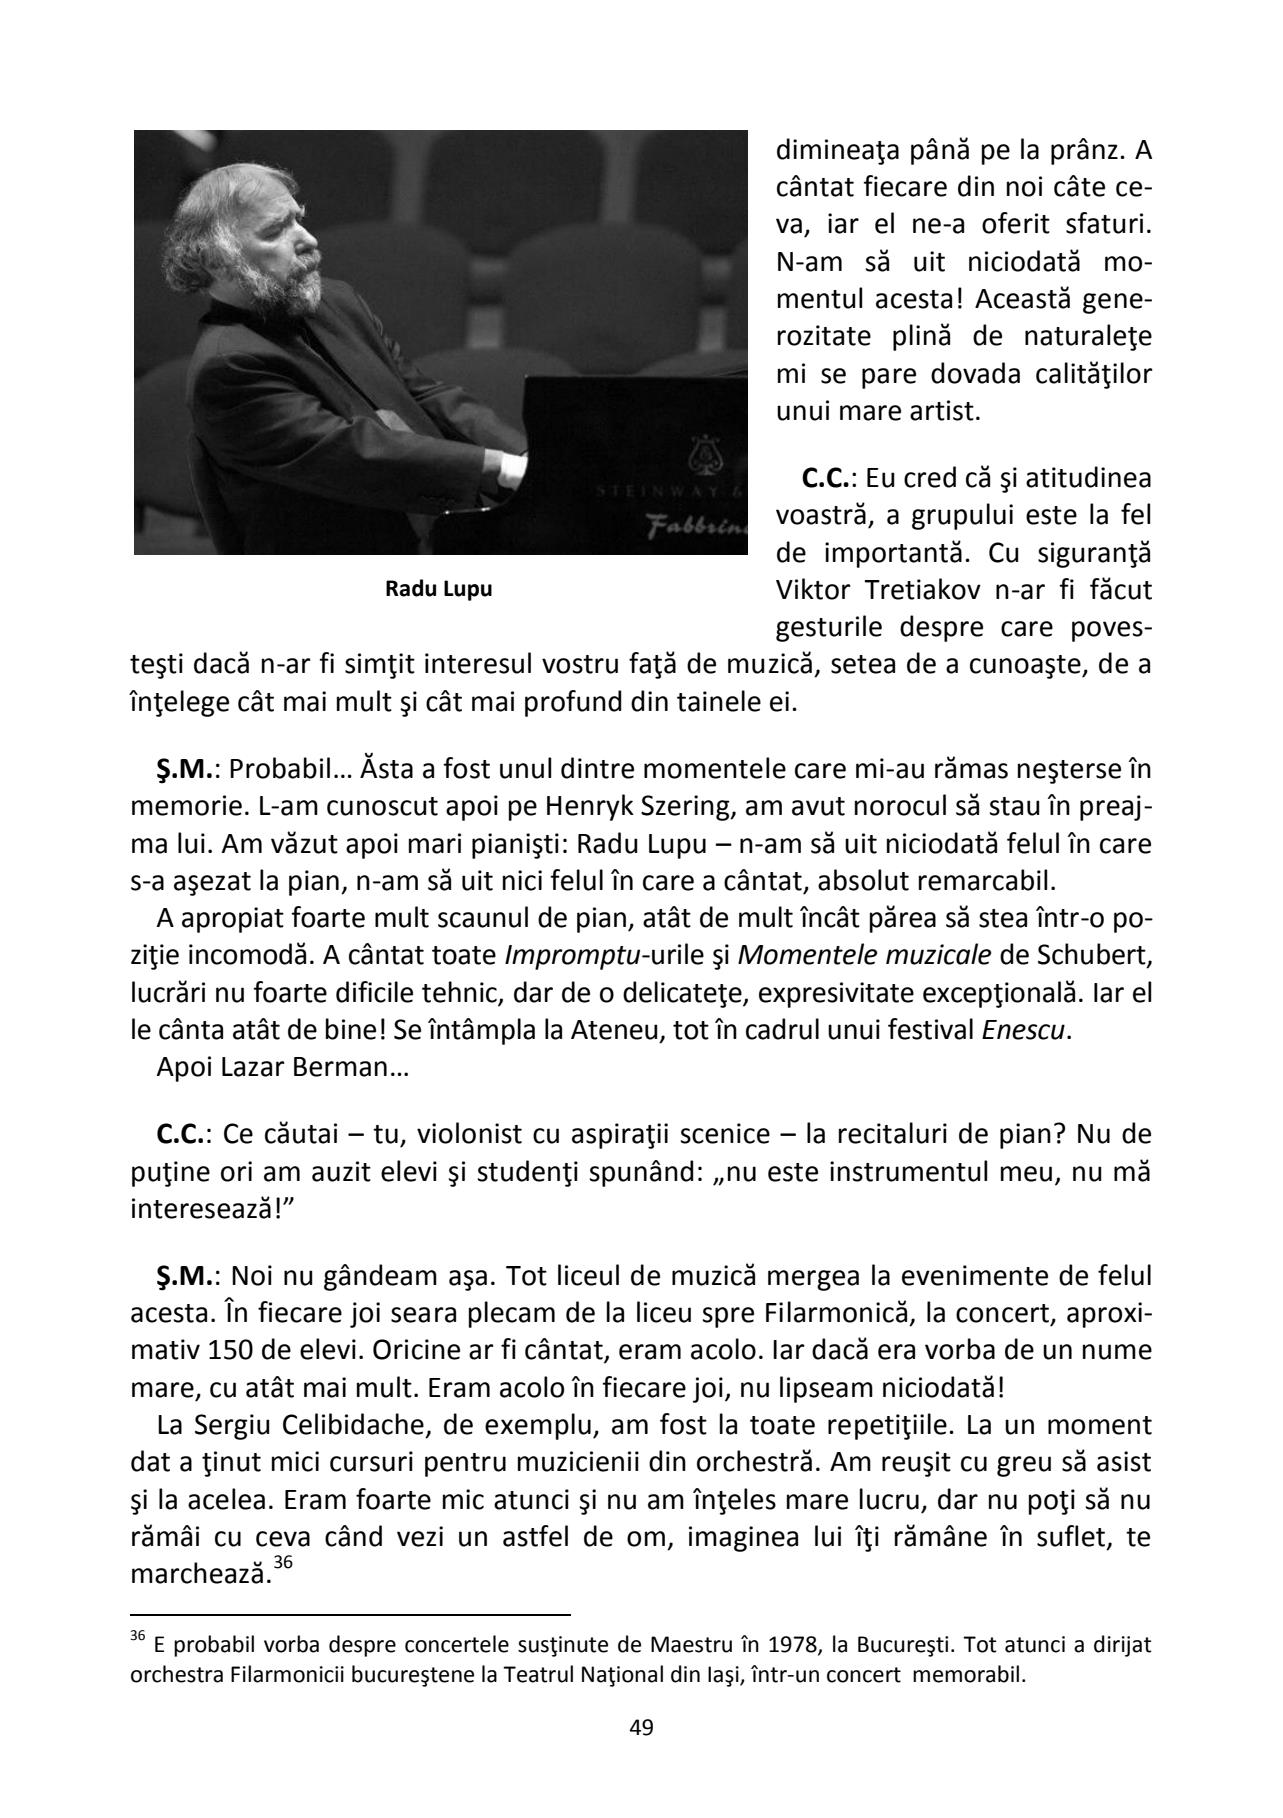 dimineaţa până pe la prânz. A
cântat fiecare din noi câte ce-
va, iar el ne-a oferit sfaturi.
N-am să uit niciodată mo-
mentul acesta! Această gene-
rozitate plină de naturaleţe
mi se pare dovada calităţilor
unui mare artist.
STEINWAY &
Fabbrini
Radu Lupu
C.C.: Eu cred că şi atitudinea
voastră, a grupului este la fel
de importantă. Cu siguranţă
Viktor Tretiakov n-ar fi făcut
gesturile despre care poves-
teşti dacă n-ar fi simţit interesul vostru faţă de muzică, setea de a cunoaşte, de a
înţelege cât mai mult şi cât mai profund din tainele ei.
Ş.M.: Probabil… Ăsta a fost unul dintre momentele care mi-au rămas neşterse în
memorie. L-am cunoscut apoi pe Henryk Szering, am avut norocul să stau în preaj-
ma lui. Am văzut apoi mari pianişti: Radu Lupu – n-am să uit niciodată felul în care
s-a aşezat la pian, n-am să uit nici felul în care a cântat, absolut remarcabil.
A apropiat foarte mult scaunul de pian, atât de mult încât părea să stea într-o po-
ziţie incomodă. A cântat toate Impromptu-urile şi Momentele muzicale de Schubert,
lucrări nu foarte dificile tehnic, dar de o delicateţe, expresivitate excepţională. Iar el
le cânta atât de bine! Se întâmpla la Ateneu, tot în cadrul unui festival Enescu.
Apoi Lazar Berman…
C.C.: Ce căutai – tu, violonist cu aspiraţii scenice – la recitaluri de pian? Nu de
puţine ori am auzit elevi şi studenţi spunând: „nu este instrumentul meu, nu mă
interesează!”
Ş.M.: Noi nu gândeam aşa. Tot liceul de muzică mergea la evenimente de felul
acesta. În fiecare joi seara plecam de la liceu spre Filarmonică, la concert, aproxi-
mativ 150 de elevi. Oricine ar fi cântat, eram acolo. Iar dacă era vorba de un nume
mare, cu atât mai mult. Eram acolo în fiecare joi, nu lipseam niciodată!
La Sergiu Celibidache, de exemplu, am fost la toate repetiţiile. La un moment
dat a ţinut mici cursuri pentru muzicienii din orchestră. Am reuşit cu greu să asist
şi la acelea. Eram foarte mic atunci şi nu am înţeles mare lucru, dar nu poţi să nu
rămâi cu ceva când vezi un astfel de om, imaginea lui îţi rămâne în suflet, te
marchează.36
36 E probabil vorba despre concertele susţinute de Maestru în 1978, la Bucureşti. Tot atunci a dirijat
orchestra Filarmonicii bucureştene la Teatrul Naţional din Iaşi, într-un concert memorabil.
49